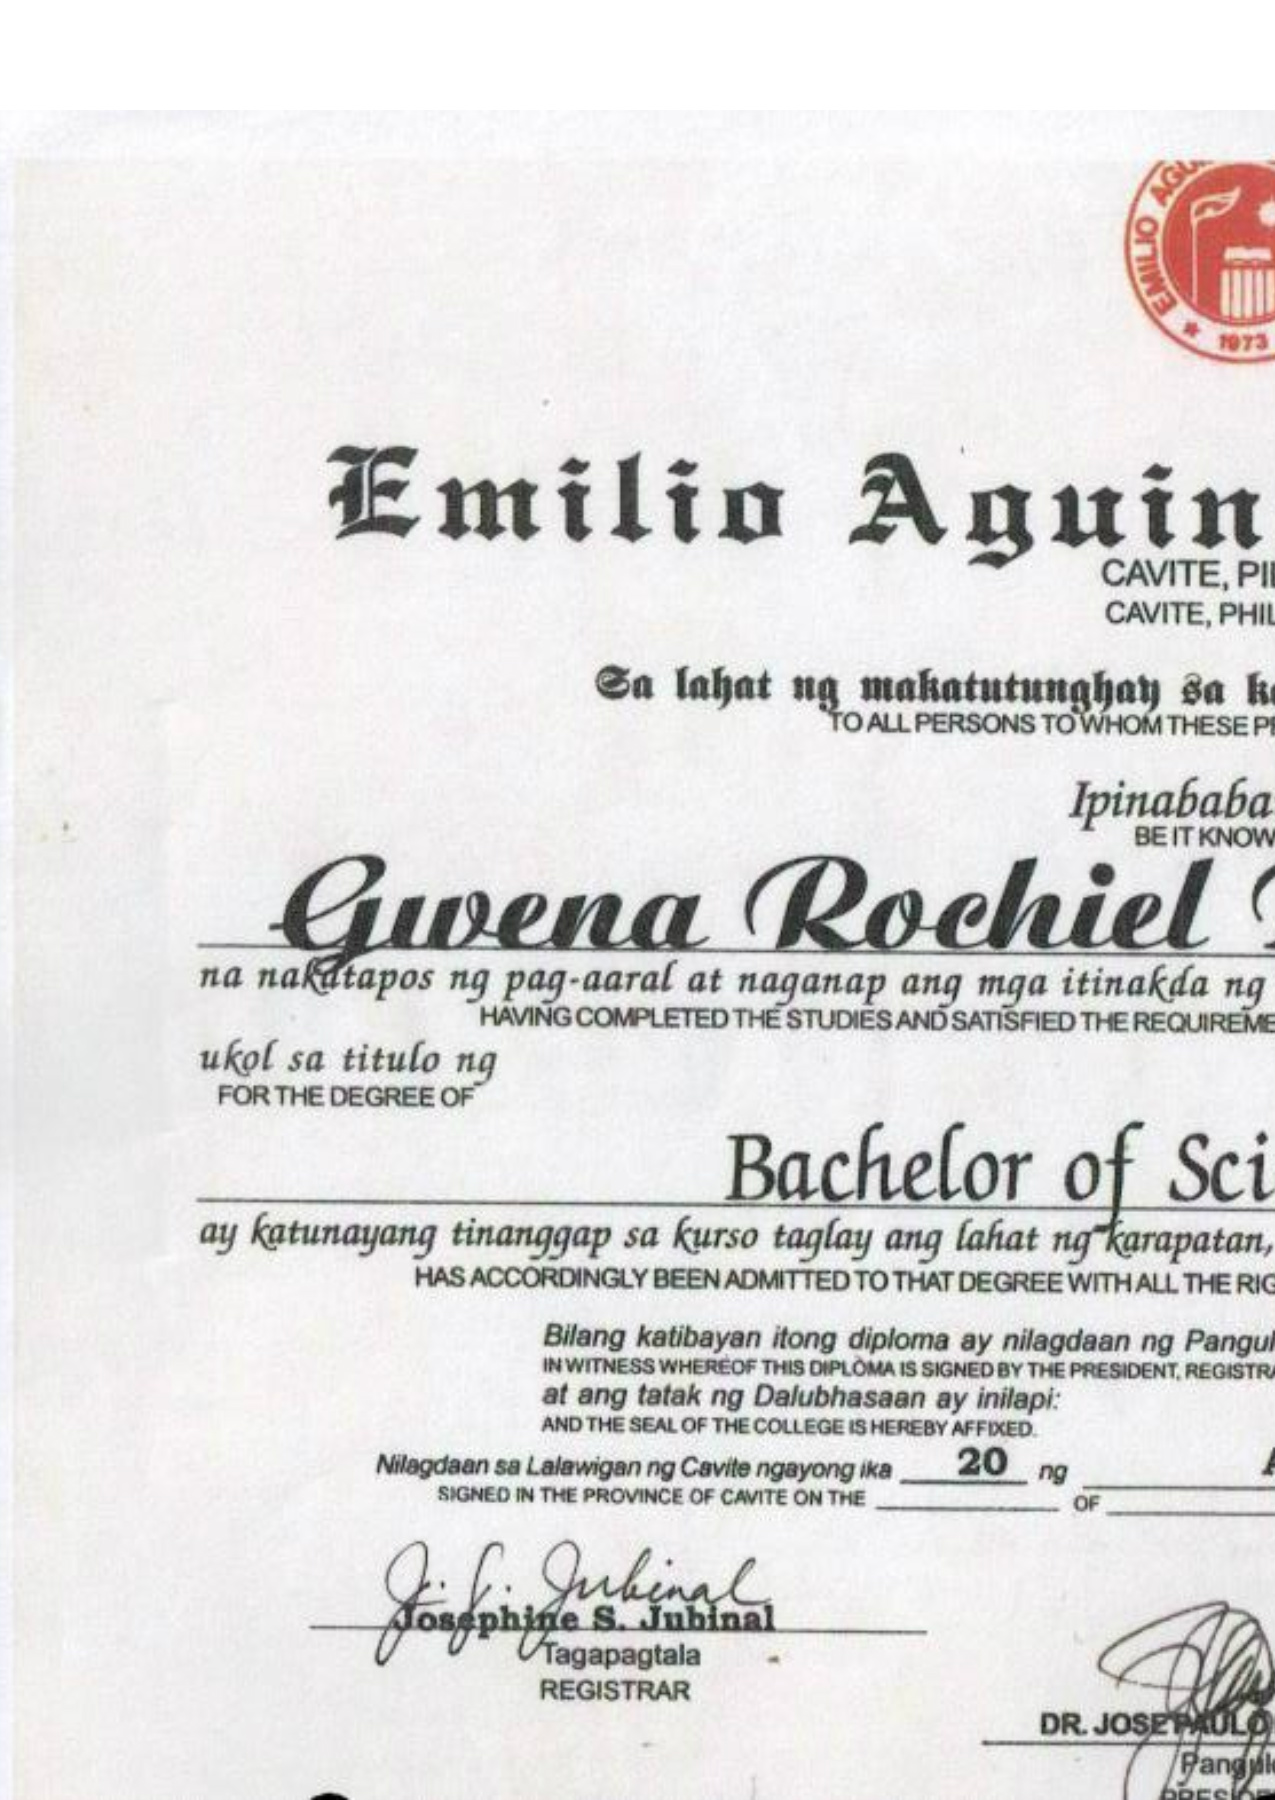 EMILIO AGU
1973
Emilio Aguin
CAVITE, PI
CAVITE, PHIL
Sa lahat ng makatutunghay sa ka
TO ALL PERSONS TO WHOM THESE P
Ipinababa
BE IT KNOW
Gwena Rochiel
na nakatapos ng pag-aaral at naganap ang mga itinakda ng
HAVING COMPLETED THE STUDIES AND SATISFIED THE REQUIREME
ukol sa titulo ng
FOR THE DEGREE OF
Bachelor of Sci
ay katunayang tinanggap sa kurso taglay ang lahat ng karapatan,
HAS ACCORDINGLY BEEN ADMITTED TO THAT DEGREE WITH ALL THE RIG
Bilang katibayan itong diploma ay nilagdaan ng Pangul
IN WITNESS WHEREOF THIS DIPLOMA IS SIGNED BY THE PRESIDENT, REGISTRA
at ang tatak ng Dalubhasaan ay inilapi:
AND THE SEAL OF THE COLLEGE IS HEREBY AFFIXED.
Nilagdaan sa Lalawigan ng Cavite ngayong ika 20 ng A
SIGNED IN THE PROVINCE OF CAVITE ON THE OF
J. S. Jubinal
Josephine S. Jubinal
Tagapagtala
REGISTRAR
DR. JOSE PAULO
Pangul
PRESIDE